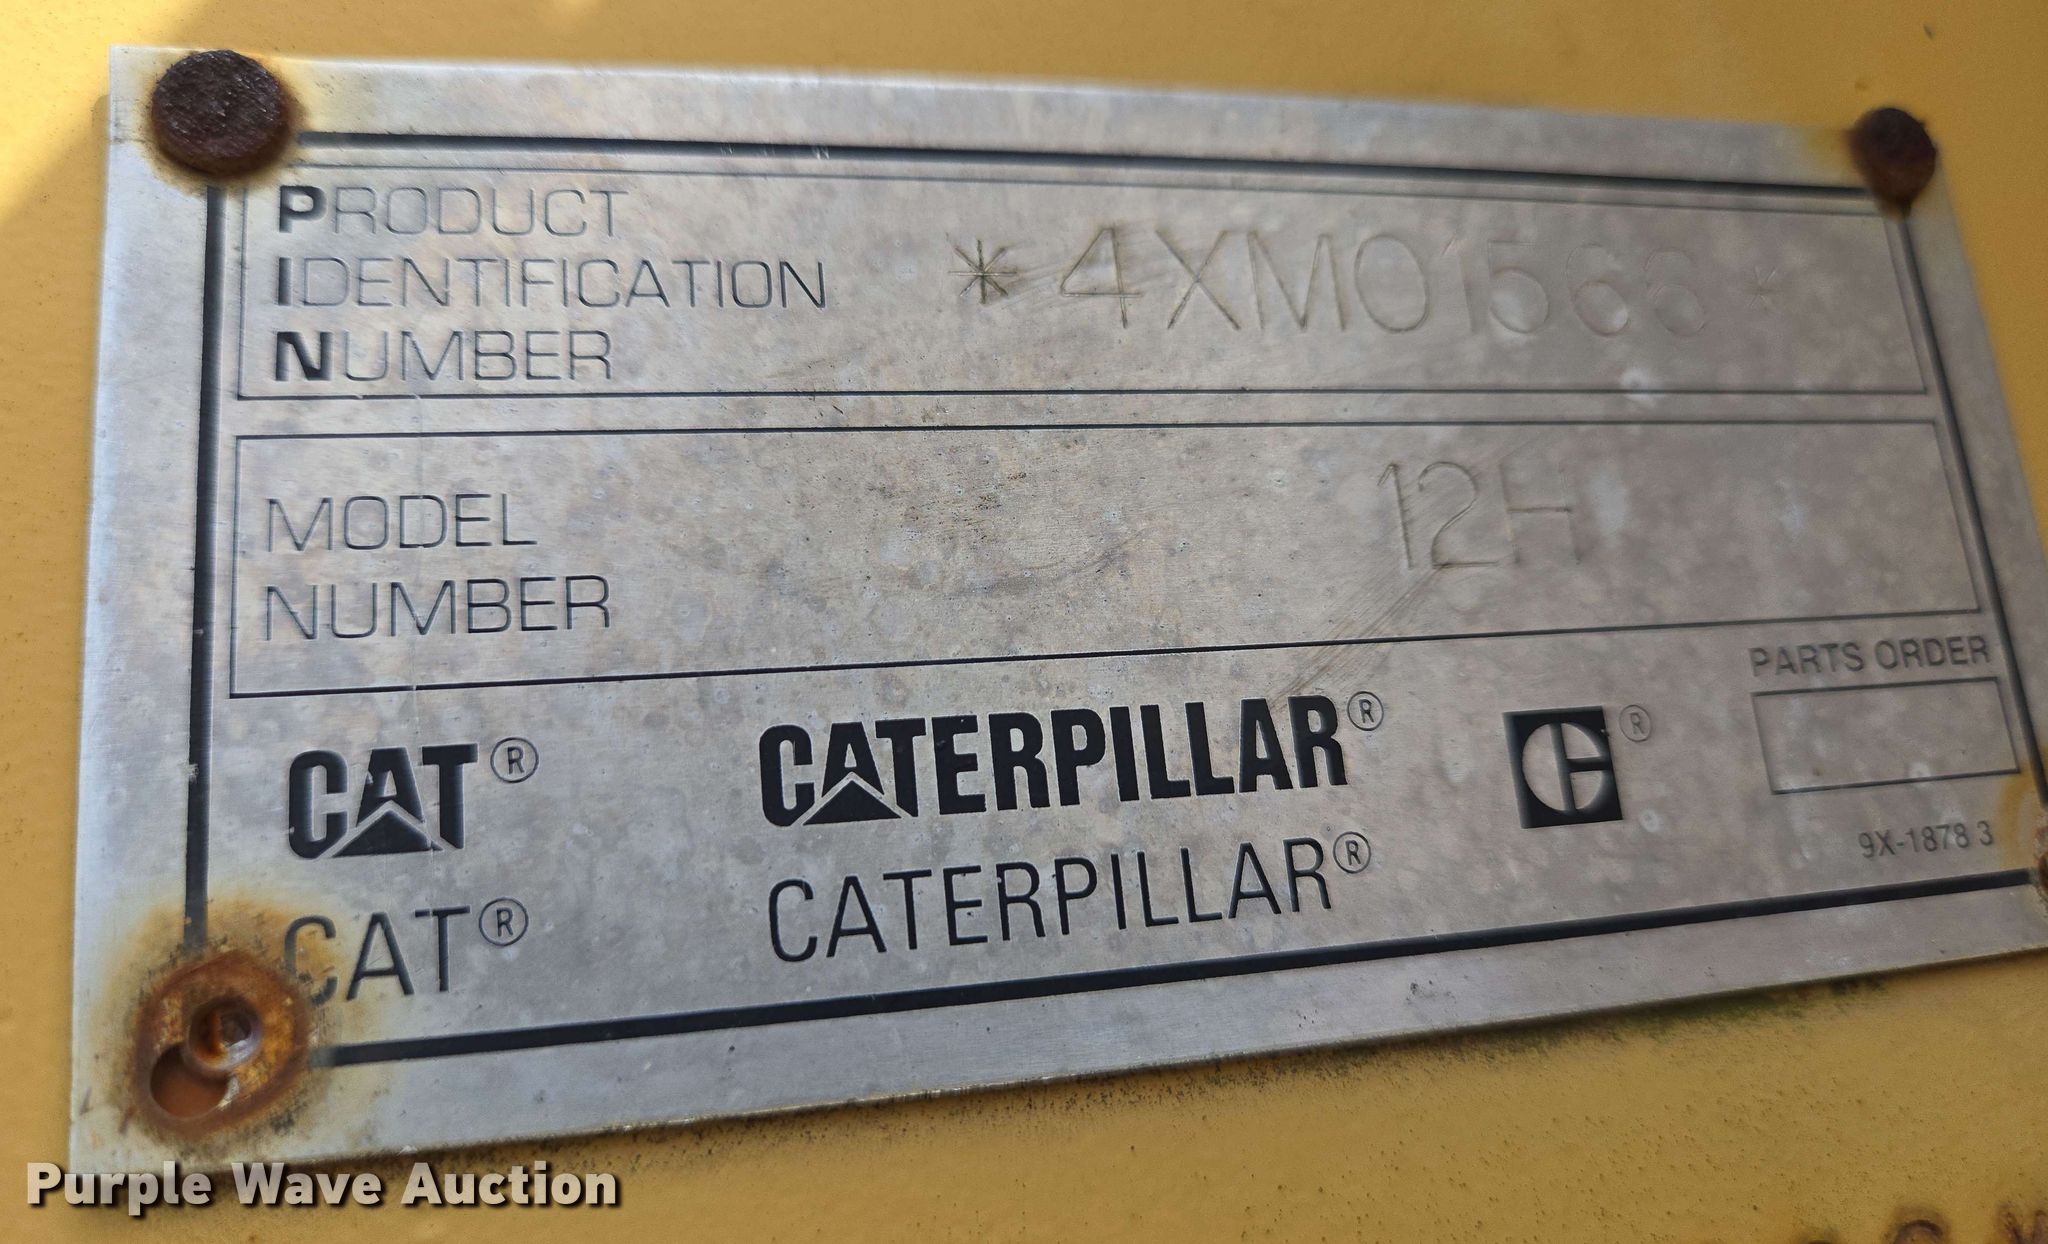 PRODUCT
IDENTIFICATION
NUMBER
*4XM01566*
MODEL
NUMBER
12H
PARTS ORDER
CAT®
CATERPILLAR®
®
9X-1878 3
CAT®
CATERPILLAR®
Purple Wave Auction